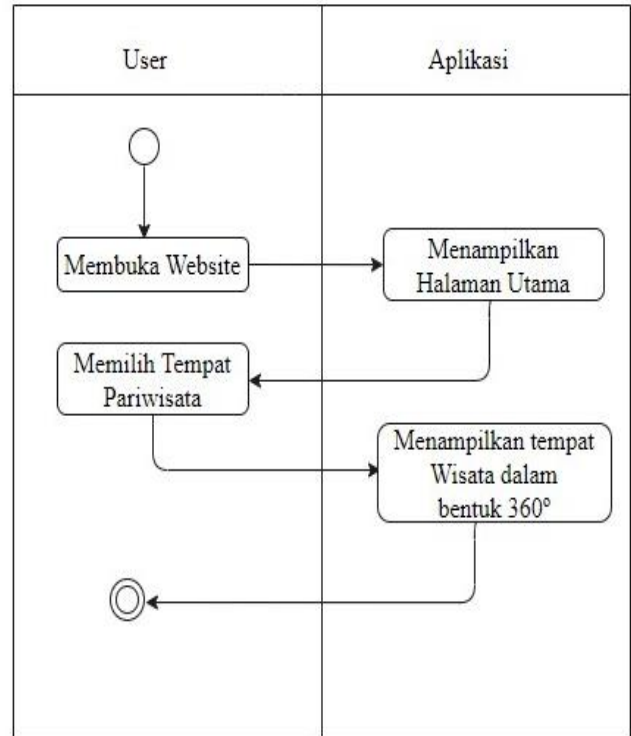 User
Aplikasi
Membuka Website
Menampilkan
Halaman Utama
Memilih Tempat
Pariwisata
Menampilkan tempat
Wisata dalam
bentuk 360°